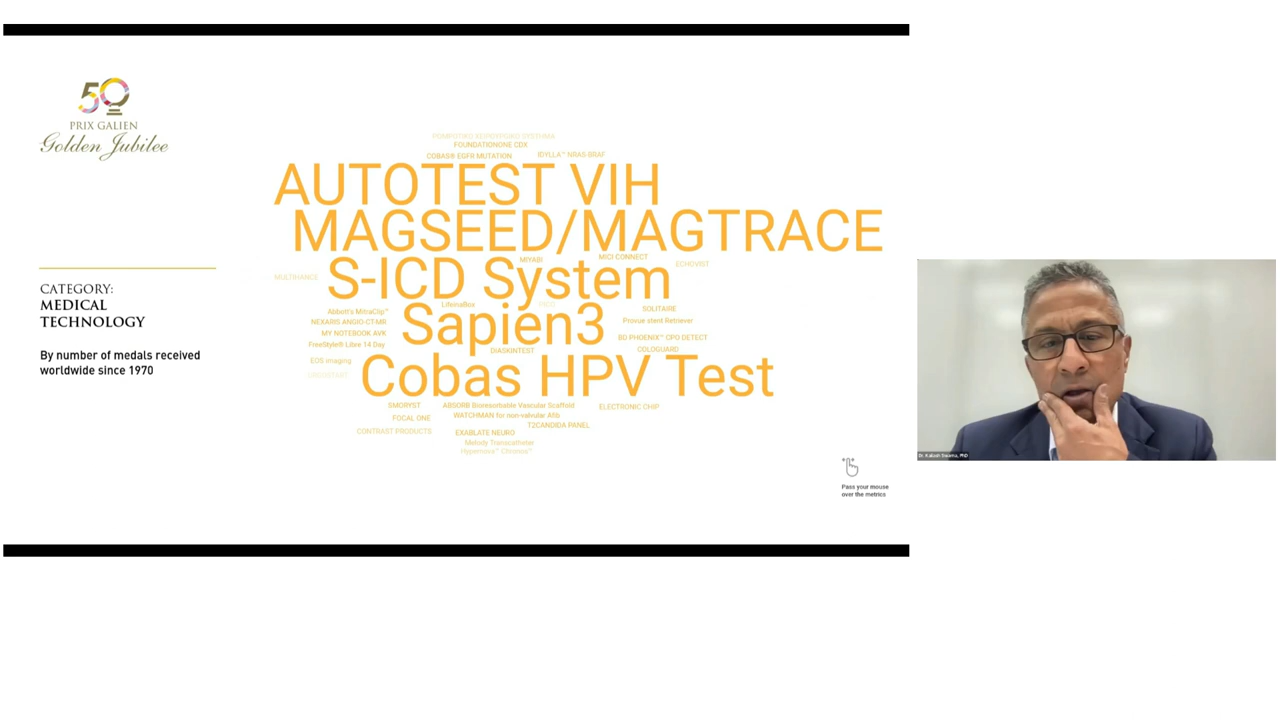 50
PRIX GALIEN
Golden Jubilee
CATEGORY:
MEDICAL
TECHNOLOGY
By number of medals received
worldwide since 1970
ΡΟΜΠΟΤΙΚΟ ΧΕΙΡΟΥΡΓΙΚΟ ΣΥΣΤΗΜΑ
FOUNDATIONONE CDX
COBAS® EGFR MUTATION
IDYLLA™ NRAS-BRAF
AUTOTEST VIH
MAGSEED/MAGTRACE
MIYABI
MICI CONNECT
ECHOVIST
MULTIHANCE
S-ICD System
LifeinaBox
Abbott's MitraClip™
SOLITAIRE
NEXARIS ANGIO-CT-MR
Sapien3
Provue stent Retriever
MY NOTEBOOK AVK
BD PHOENIX™ CPO DETECT
FreeStyle® Libre 14 Day
DIASKINTEST
COLOGUARD
EOS imaging
Cobas HPV Test
SMORYST
ABSORB Bioresorbable Vascular Scaffold
ELECTRONIC CHIP
FOCAL ONE
WATCHMAN for non-valvular Afib
T2CANDIDA PANEL
CONTRAST PRODUCTS
EXABLATE NEURO
Melody Transcatheter
Pass your mouse
over the metrics